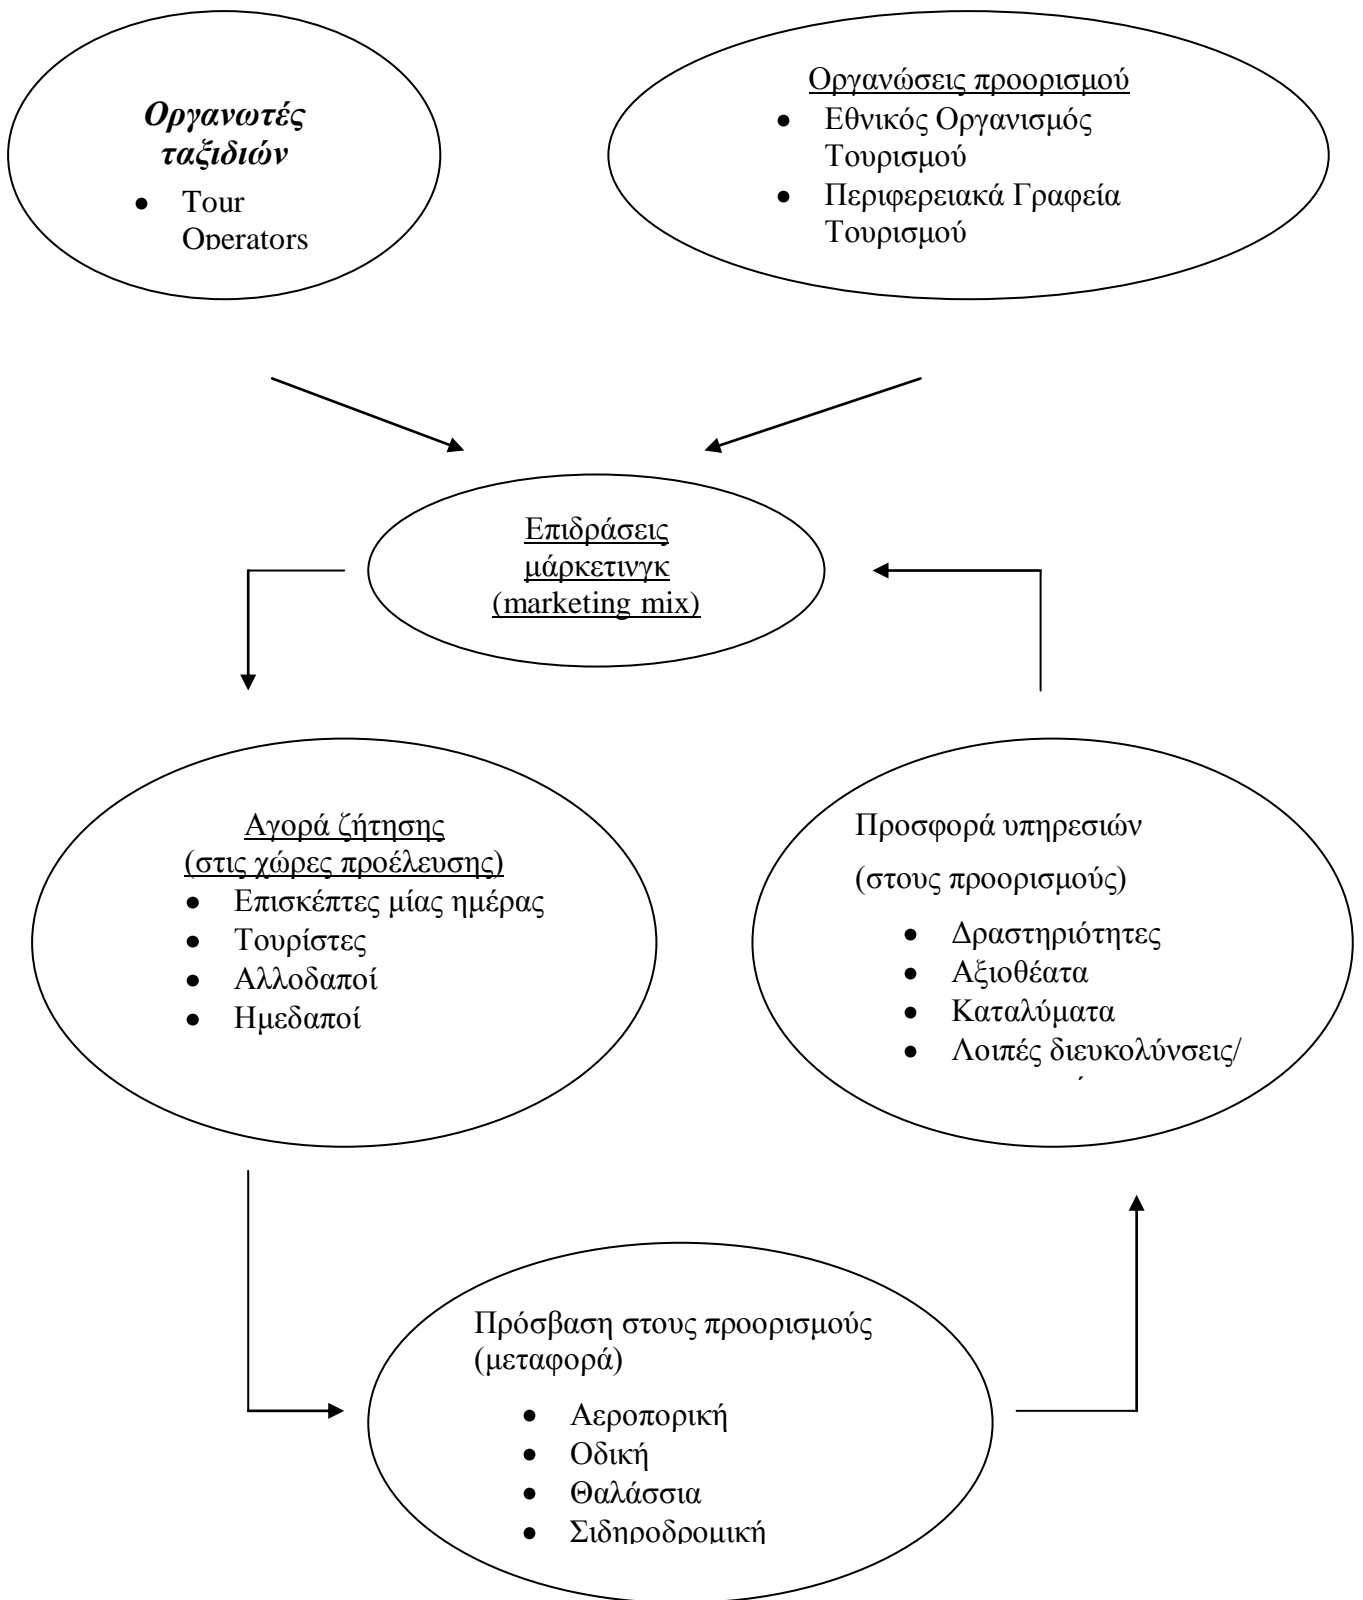 Οργανωτές
ταξιδιών
• Tour
Operators
Οργανώσεις προορισμού
• Εθνικός Οργανισμός
Τουρισμού
• Περιφερειακά Γραφεία
Τουρισμού
Επιδράσεις
μάρκετινγκ
(marketing mix)
Αγορά ζήτησης
(στις χώρες προέλευσης)
• Επισκέπτες μίας ημέρας
• Τουρίστες
• Αλλοδαποί
• Ημεδαποί
Προσφορά υπηρεσιών
(στους προορισμούς)
• Δραστηριότητες
• Αξιοθέατα
• Καταλύματα
• Λοιπές διευκολύνσεις/
Πρόσβαση στους προορισμούς
(μεταφορά)
• Αεροπορική
• Οδική
• Θαλάσσια
• Σιδηροδρομική